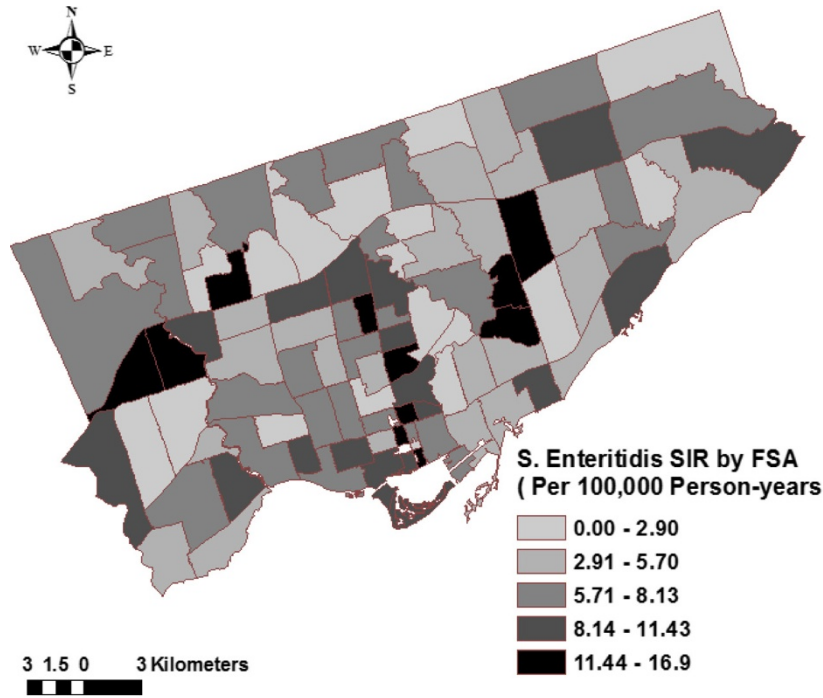 N
W E
S
S. Enteritidis SIR by FSA
( Per 100,000 Person-years
0.00 - 2.90
2.91 - 5.70
5.71 - 8.13
8.14 - 11.43
11.44 - 16.9
3 1.5 0 3 Kilometers